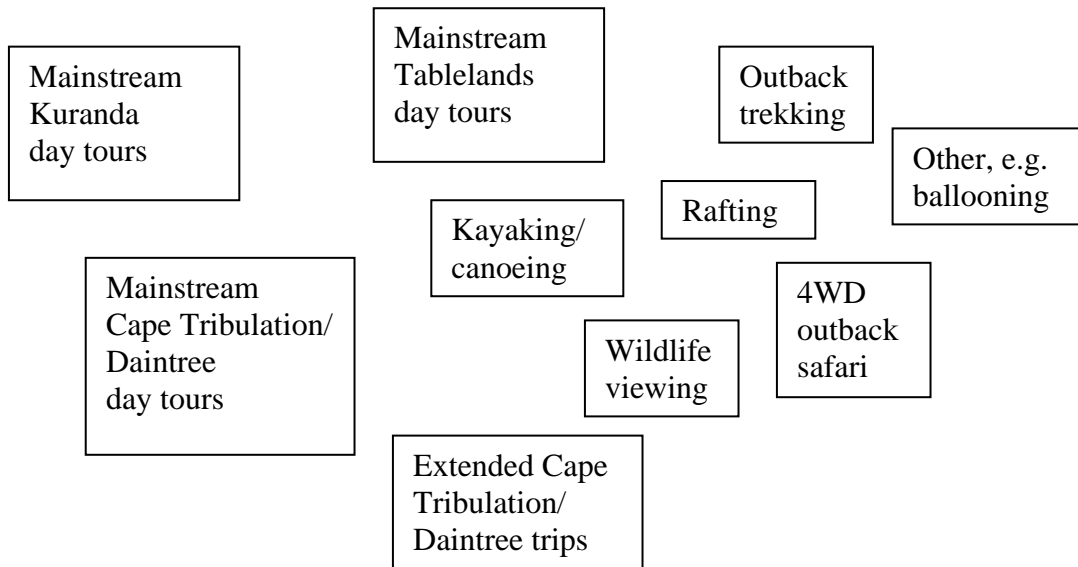 Mainstream
Kuranda
day tours
Mainstream
Tablelands
day tours
Outback
trekking
Other, e.g.
ballooning
Kayaking/
canoeing
Rafting
Mainstream
Cape Tribulation/
Daintree
day tours
Wildlife
viewing
4WD
outback
safari
Extended Cape
Tribulation/
Daintree trips